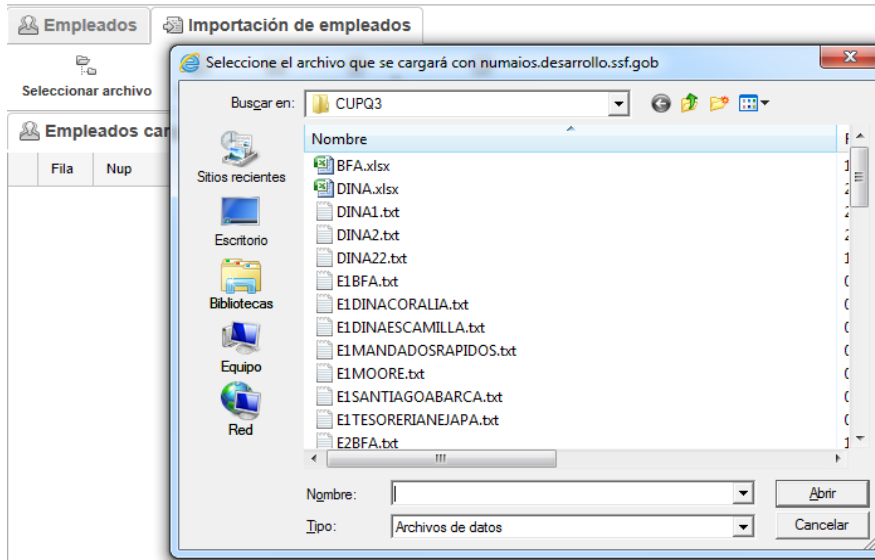 Empleados
Importación de empleados
Seleccionar archivo
Empleados car
Fila Nup
Seleccione el archivo que se cargará con numaios.desarrollo.ssf.gob
Buscar en: CUPQ3
Sitios recientes
Escritorio
Bibliotecas
Equipo
Red
Nombre
BFA.xlsx
DINA.xlsx
DINA1.txt
DINA2.txt
DINA22.txt
E1BFA.txt
E1DINACORALIA.txt
E1DINAESCAMILLA.txt
E1MANDADOSRAPIDOS.txt
E1MOORE.txt
E1SANTIAGOABARCA.txt
E1TESORERIANEJAPA.txt
E2BFA.txt
Nombre:
Abrir
Tipo: Archivos de datos
Cancelar